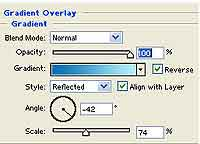 Gradient Overlay
Gradient
Blend Mode: Normal
Opacity: 100 %
Gradient: Reverse
Style: Reflected Align with Layer
Angle: -42 °
Scale: 74 %